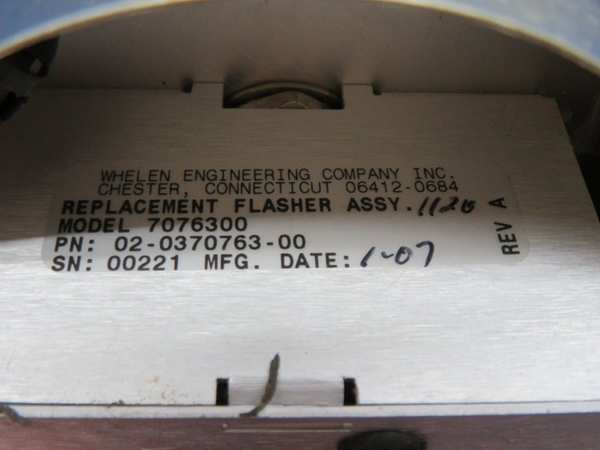 WHELEN ENGINEERING COMPANY INC.
CHESTER, CONNECTICUT 06412-0684
REPLACEMENT FLASHER ASSY.
MODEL 7076300
PN: 02-0370763-00
SN: 00221 MFG. DATE: 1-07
REV A